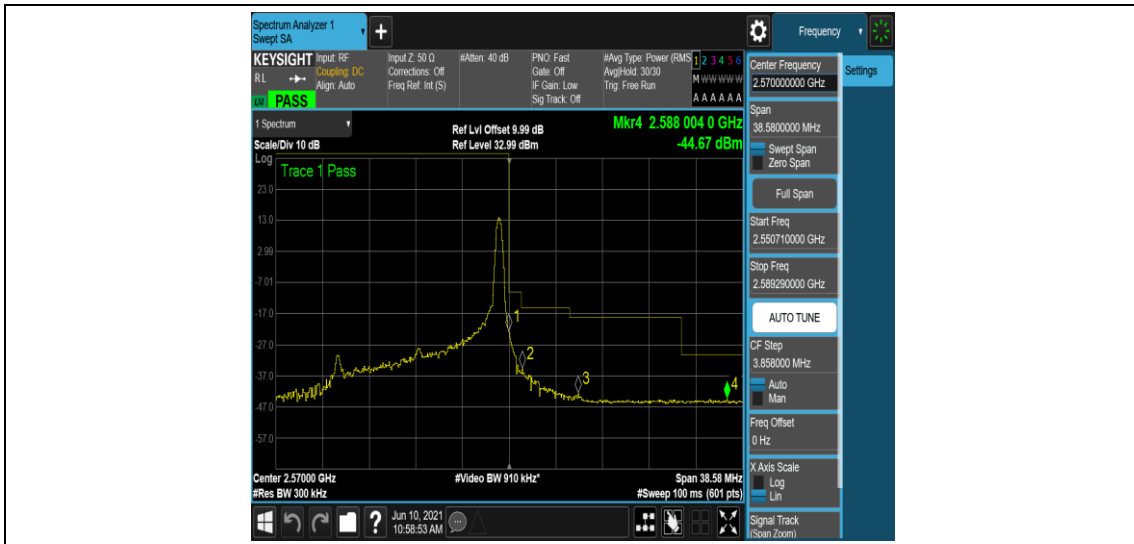 Spectrum Analyzer 1
Swept SA
+
Frequency
KEYSIGHT
RL
PASS
Input: RF
Coupling: DC
Align: Auto
Input Z: 50 Ω
Corrections: Off
Freq Ref: Int (S)
#Atten: 40 dB
PNO: Fast
Gate: Off
IF Gain: Low
Sig Track: Off
#Avg Type: Power (RMS
Avg|Hold: 30/30
Trig: Free Run
1 2 3 4 5 6
M W W W W W
A A A A A A
Center Frequency
2.570000000 GHz
Settings
1 Spectrum
Ref Lvl Offset 9.99 dB
Mkr4 2.588 004 0 GHz
Scale/Div 10 dB
Ref Level 32.99 dBm
-44.67 dBm
Span
38.5800000 MHz
Swept Span
Zero Span
Log
Trace 1 Pass
23.0
13.0
2.99
-7.01
-17.0
-27.0
-37.0
-47.0
-57.0
1
2
3
4
Full Span
Start Freq
2.550710000 GHz
Stop Freq
2.589290000 GHz
AUTO TUNE
CF Step
3.858000 MHz
Auto
Man
Freq Offset
0 Hz
X Axis Scale
Log
Lin
Signal Track
(Span Zoom)
Center 2.57000 GHz
#Video BW 910 kHz*
Span 38.58 MHz
#Res BW 300 kHz
#Sweep 100 ms (601 pts)
?
Jun 10, 2021
10:58:53 AM